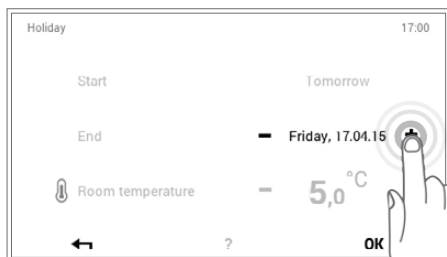 Holiday 17:00
Start Tomorrow
End - Friday, 17.04.15 +
Room temperature - 5,0 °C
? OK